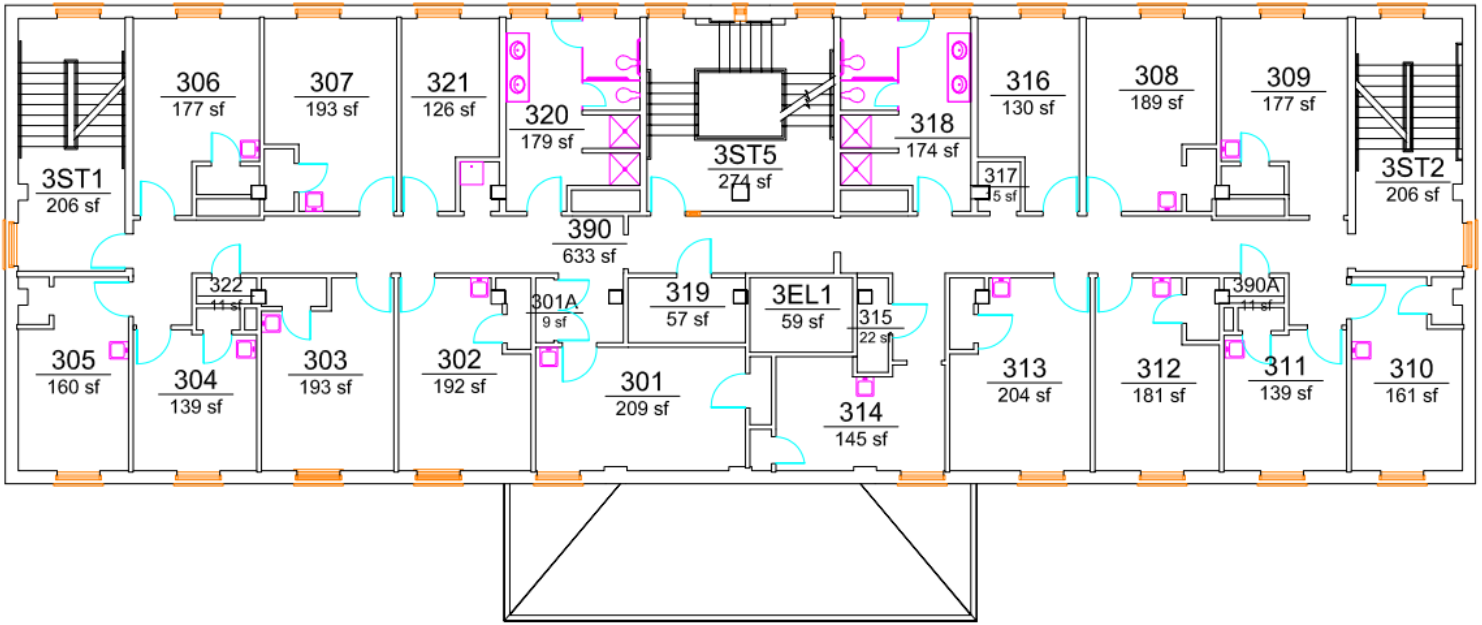 306
177 sf
307
193 sf
321
126 sf
320
179 sf
3ST5
274 sf
318
174 sf
316
130 sf
317
5 sf
308
189 sf
309
177 sf
3ST1
206 sf
3ST2
206 sf
390
633 sf
322
11 sf
301A
9 sf
319
57 sf
3EL1
59 sf
315
22 sf
390A
11 sf
305
160 sf
304
139 sf
303
193 sf
302
192 sf
301
209 sf
314
145 sf
313
204 sf
312
181 sf
311
139 sf
310
161 sf